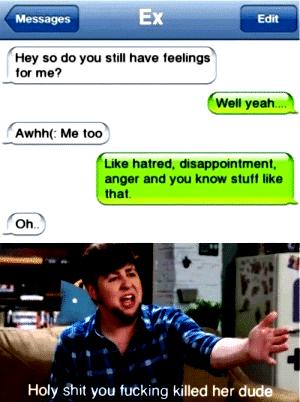 Messages Ex Edit
Hey so do you still have feelings
for me?
Well yeah....
Awhh(: Me too
Like hatred, disappointment,
anger and you know stuff like
that.
Oh..
Holy shit you fucking killed her dude